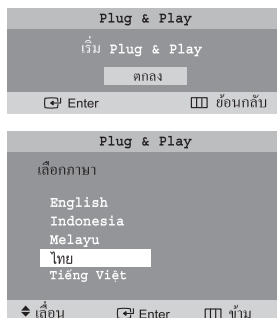 Plug & Play
เริ่ม Plug & Play
ตกลง
Enter ย้อนกลับ
Plug & Play
เลือกภาษา
English
Indonesia
Melayu
ไทย
Tiếng Việt
เลื่อน Enter ข้าม